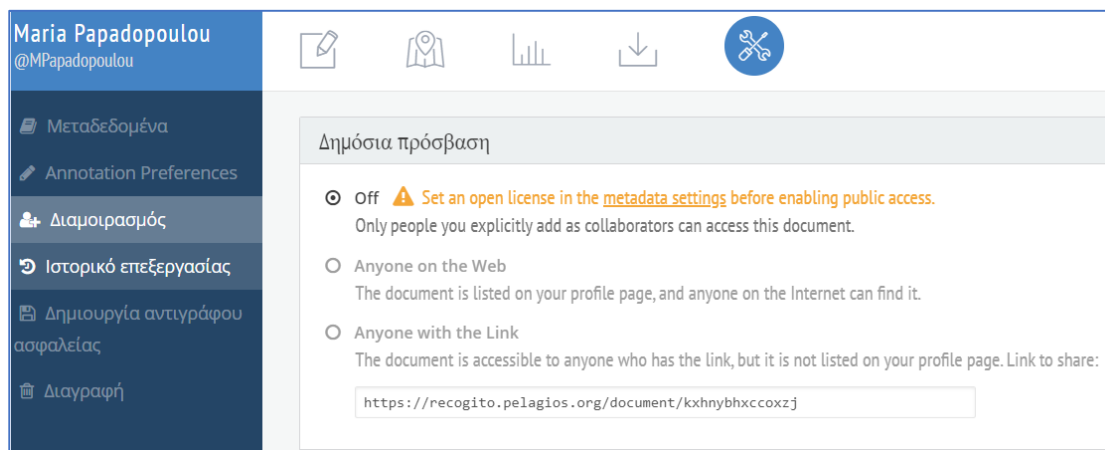 Maria Papadopoulou
@MPapadopoulou
Μεταδεδομένα
Annotation Preferences
Διαμοιρασμός
Ιστορικό επεξεργασίας
Δημιουργία αντιγράφου
ασφαλείας
Διαγραφή
Δημόσια πρόσβαση
Off Set an open license in the metadata settings before enabling public access.
Only people you explicitly add as collaborators can access this document.
Anyone on the Web
The document is listed on your profile page, and anyone on the Internet can find it.
Anyone with the Link
The document is accessible to anyone who has the link, but it is not listed on your profile page. Link to share:
https://recogito.pelagios.org/document/kxhnybhxccoxzj